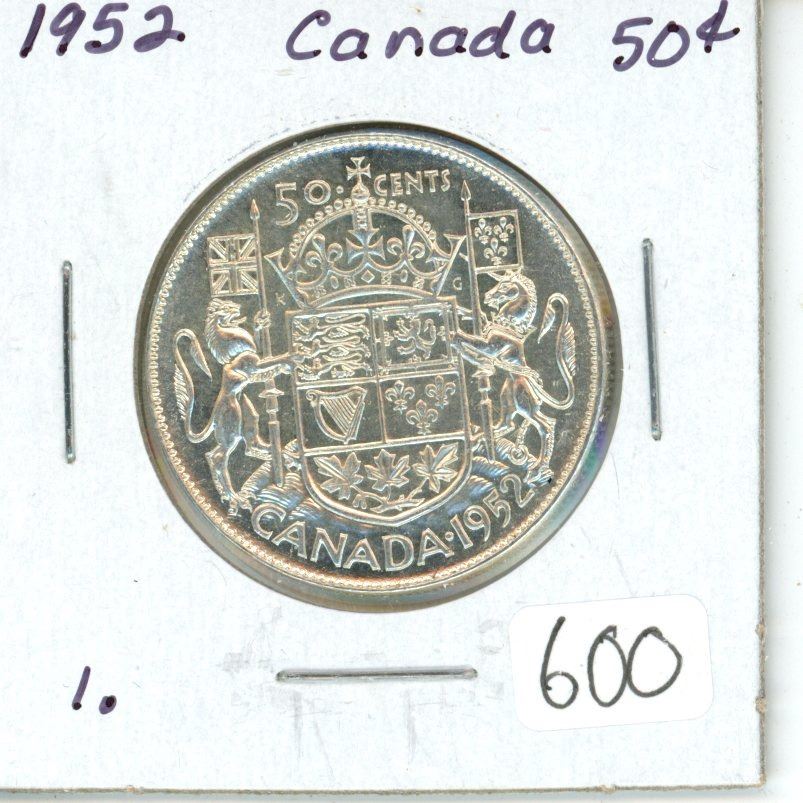 1952 Canada 50¢
50 · CENTS
K G
CANADA · 1952
1.
600